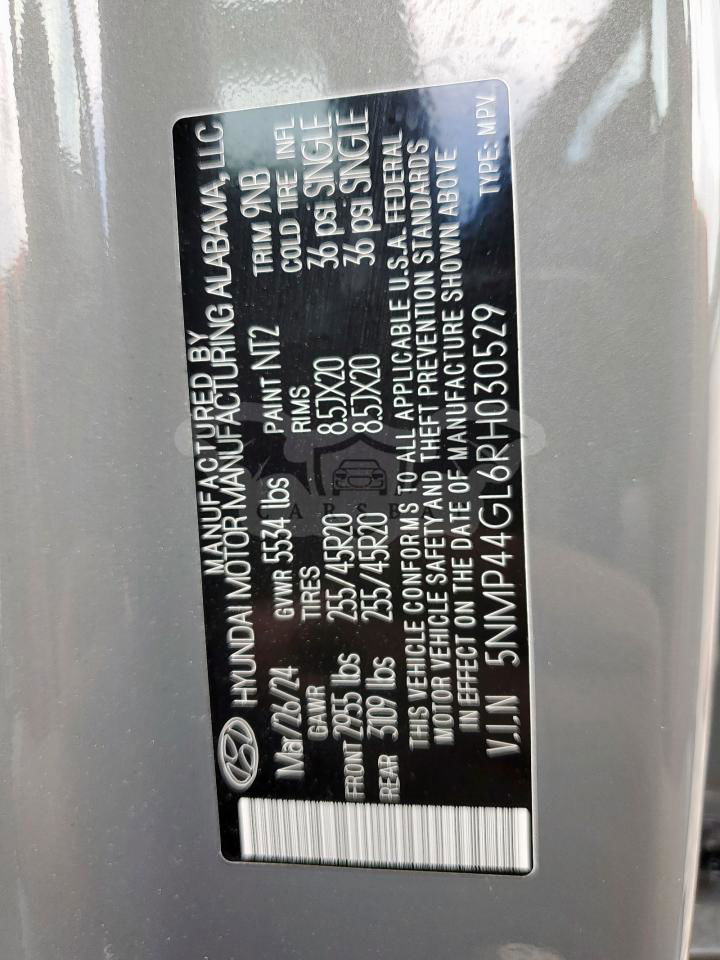 MANUFACTURED BY
HYUNDAI MOTOR MANUFACTURING ALABAMA, LLC
Mar/26/24 GVWR 5534 lbs PAINT NT2 TRIM 9NB
GAWR TIRES RIMS COLD TIRE INFL
FRONT 2955 lbs 255/45R20 8.5JX20 36 psi SINGLE
REAR 3109 lbs 255/45R20 8.5JX20 36 psi SINGLE
THIS VEHICLE CONFORMS TO ALL APPLICABLE U.S.A. FEDERAL
MOTOR VEHICLE SAFETY AND THEFT PREVENTION STANDARDS
IN EFFECT ON THE DATE OF MANUFACTURE SHOWN ABOVE
V.I.N 5NMP44GL6RH030529 TYPE: MPV